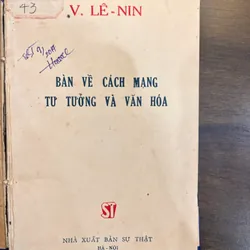 43
V. LÊ-NIN
BÀN VỀ CÁCH MẠNG
TƯ TƯỞNG VÀ VĂN HÓA
ST
NHÀ XUẤT BẢN SỰ THẬT
HÀ-NỘI